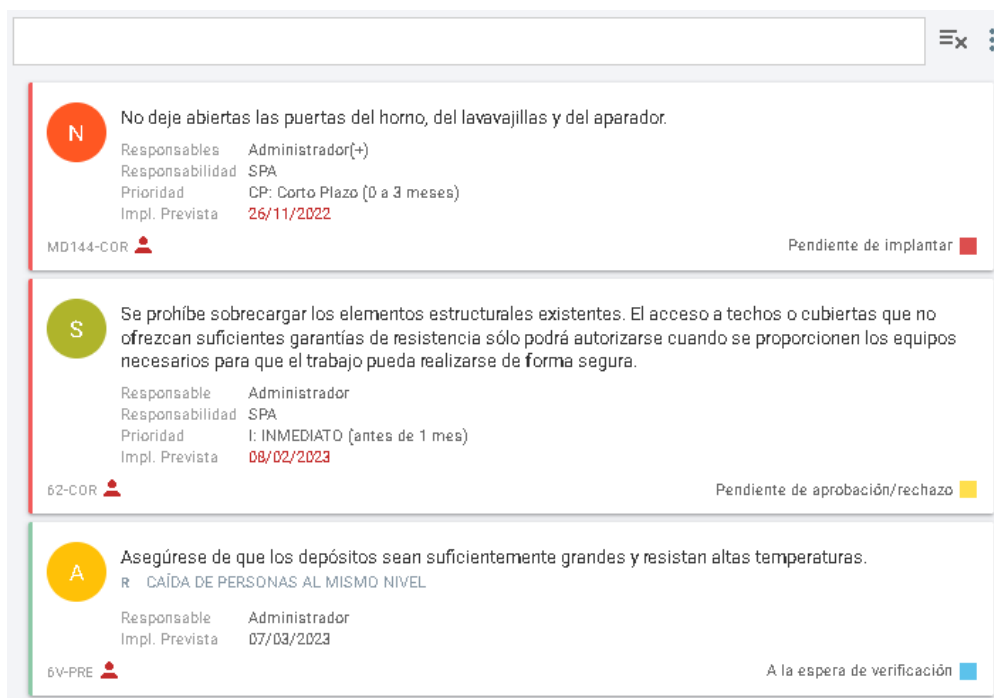 N
No deje abiertas las puertas del horno, del lavavajillas y del aparador.
Responsables Administrador(+)
Responsabilidad SPA
Prioridad CP: Corto Plazo (0 a 3 meses)
Impl. Prevista 26/11/2022
MD144-COR Pendiente de implantar
S
Se prohíbe sobrecargar los elementos estructurales existentes. El acceso a techos o cubiertas que no
ofrezcan suficientes garantías de resistencia sólo podrá autorizarse cuando se proporcionen los equipos
necesarios para que el trabajo pueda realizarse de forma segura.
Responsable Administrador
Responsabilidad SPA
Prioridad I: INMEDIATO (antes de 1 mes)
Impl. Prevista 08/02/2023
62-COR Pendiente de aprobación/rechazo
A
Asegúrese de que los depósitos sean suficientemente grandes y resistan altas temperaturas.
R CAÍDA DE PERSONAS AL MISMO NIVEL
Responsable Administrador
Impl. Prevista 07/03/2023
6V-PRE A la espera de verificación